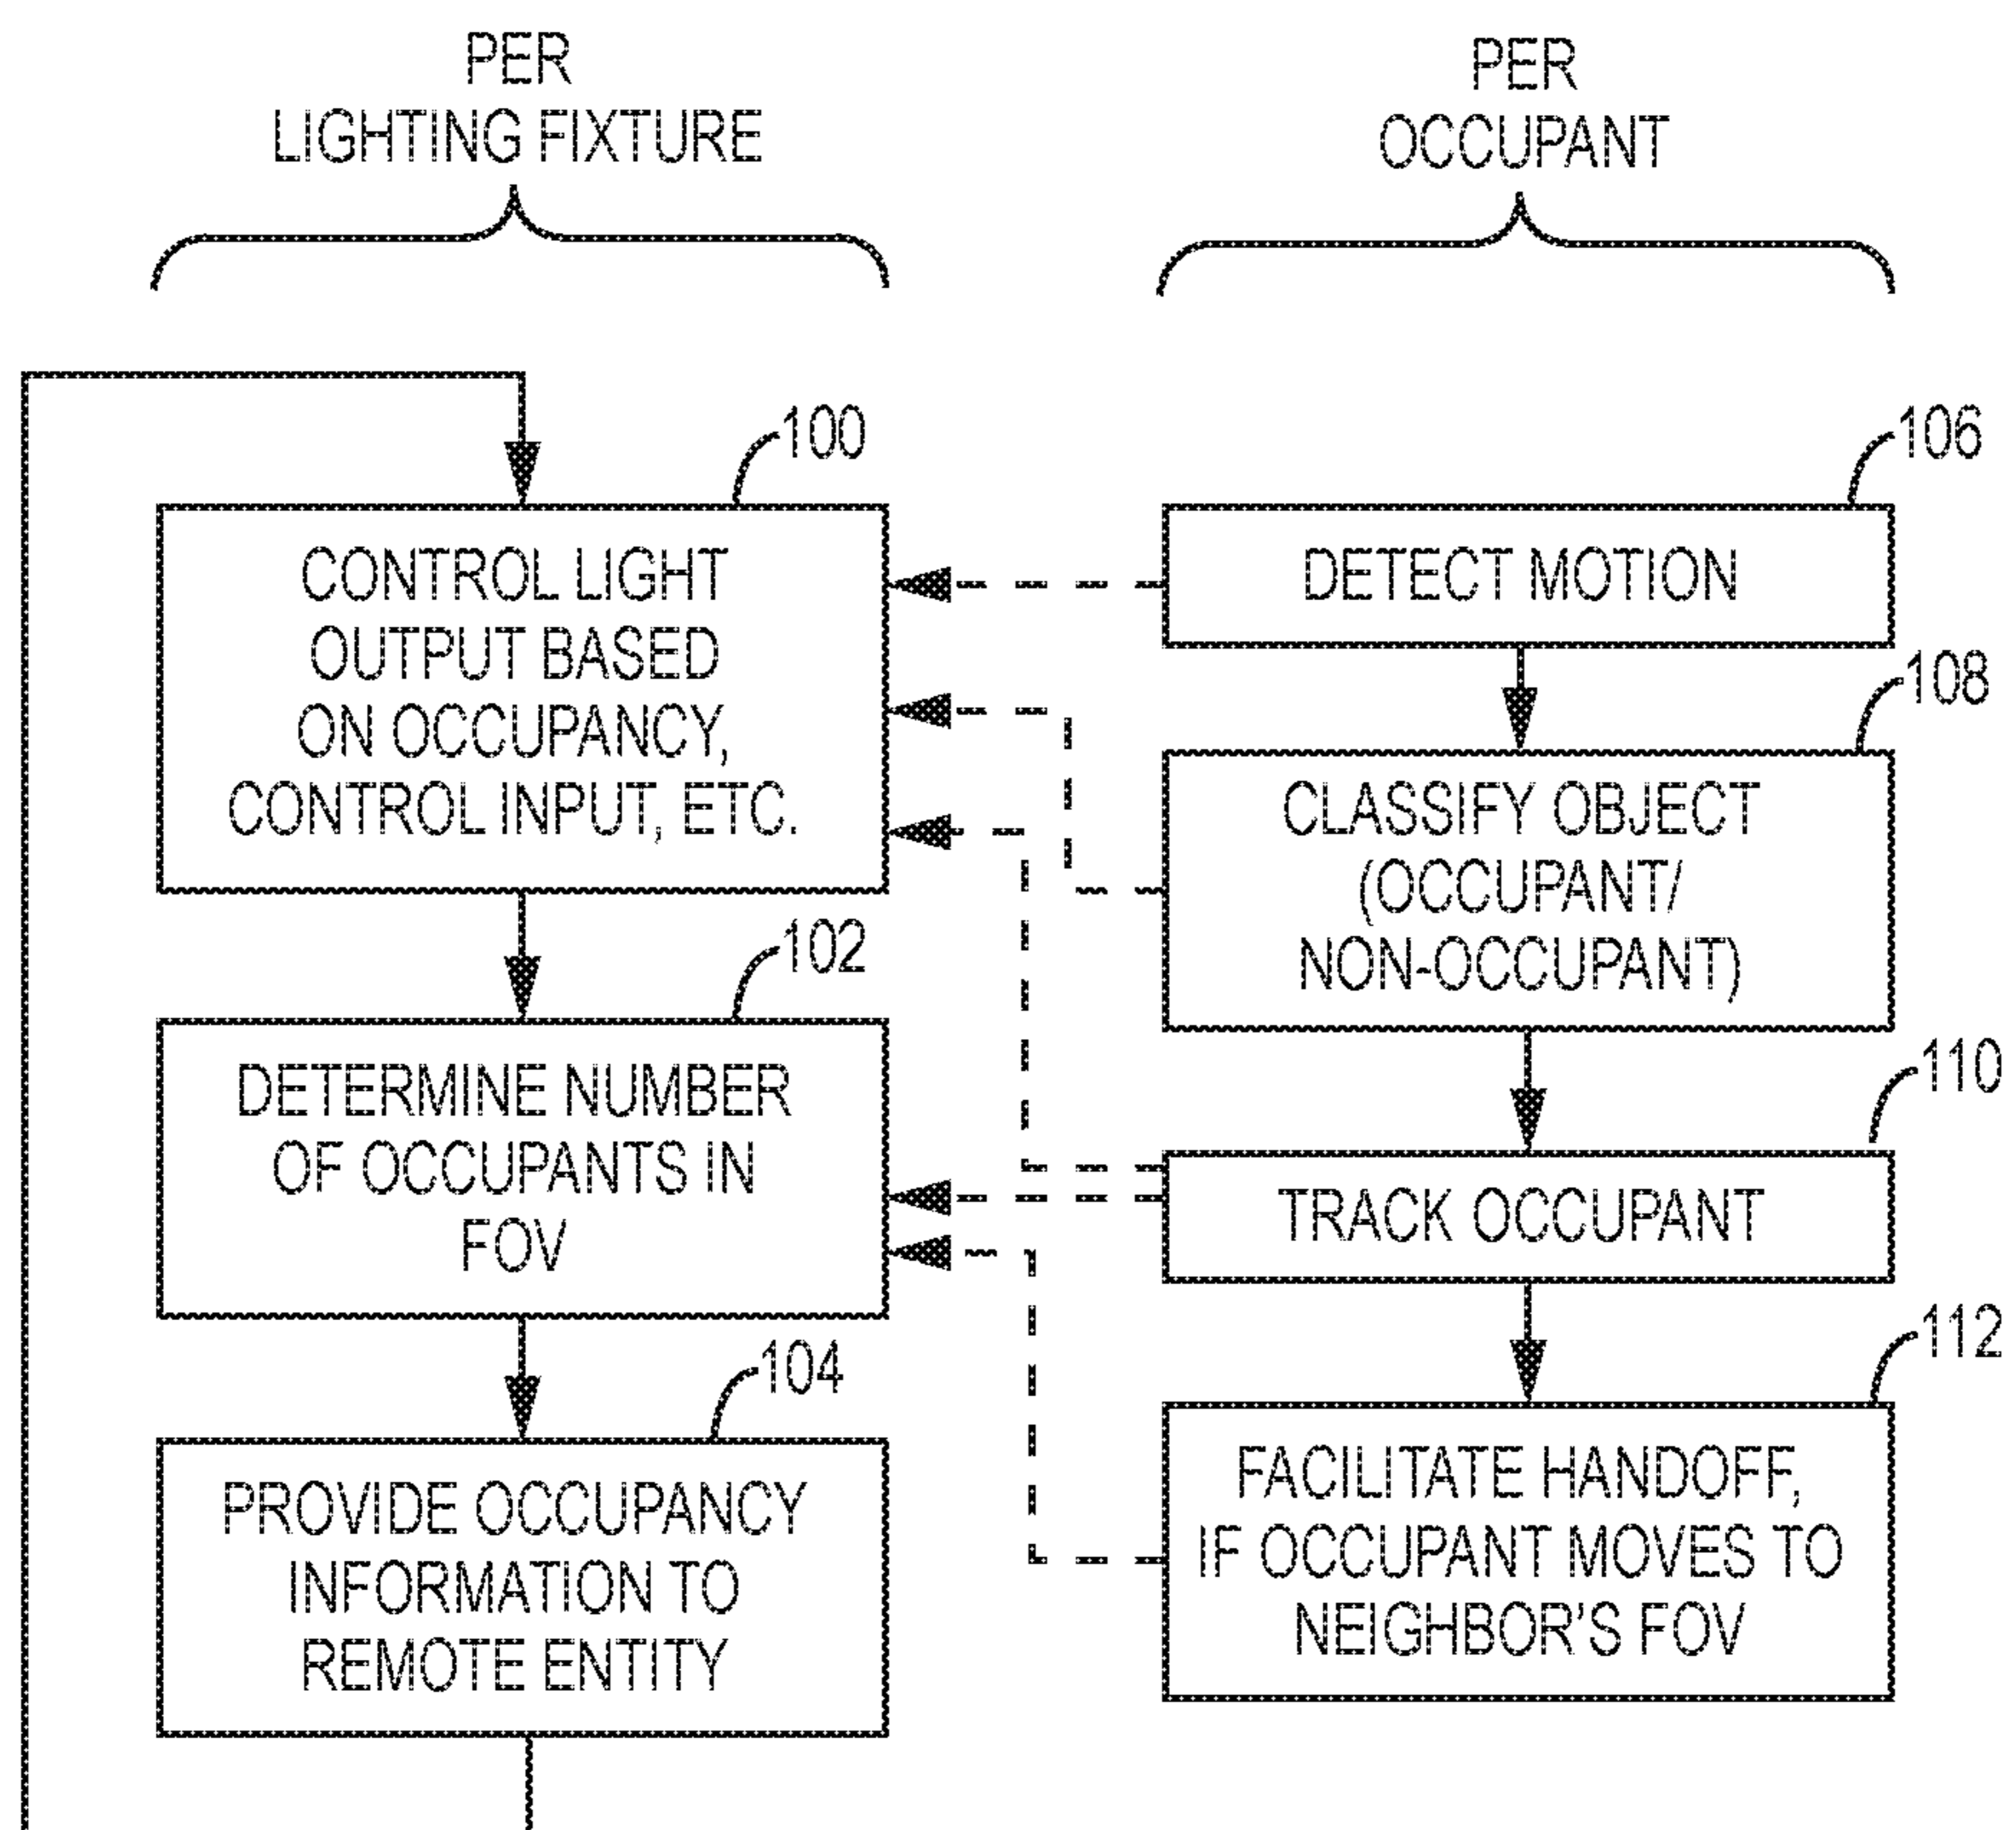 PER
LIGHTING FIXTURE
PER
OCCUPANT
100
CONTROL LIGHT
OUTPUT BASED
ON OCCUPANCY,
CONTROL INPUT, ETC.
102
DETERMINE NUMBER
OF OCCUPANTS IN
FOV
104
PROVIDE OCCUPANCY
INFORMATION TO
REMOTE ENTITY
106
DETECT MOTION
108
CLASSIFY OBJECT
(OCCUPANT/
NON-OCCUPANT)
110
TRACK OCCUPANT
112
FACILITATE HANDOFF,
IF OCCUPANT MOVES TO
NEIGHBOR'S FOV